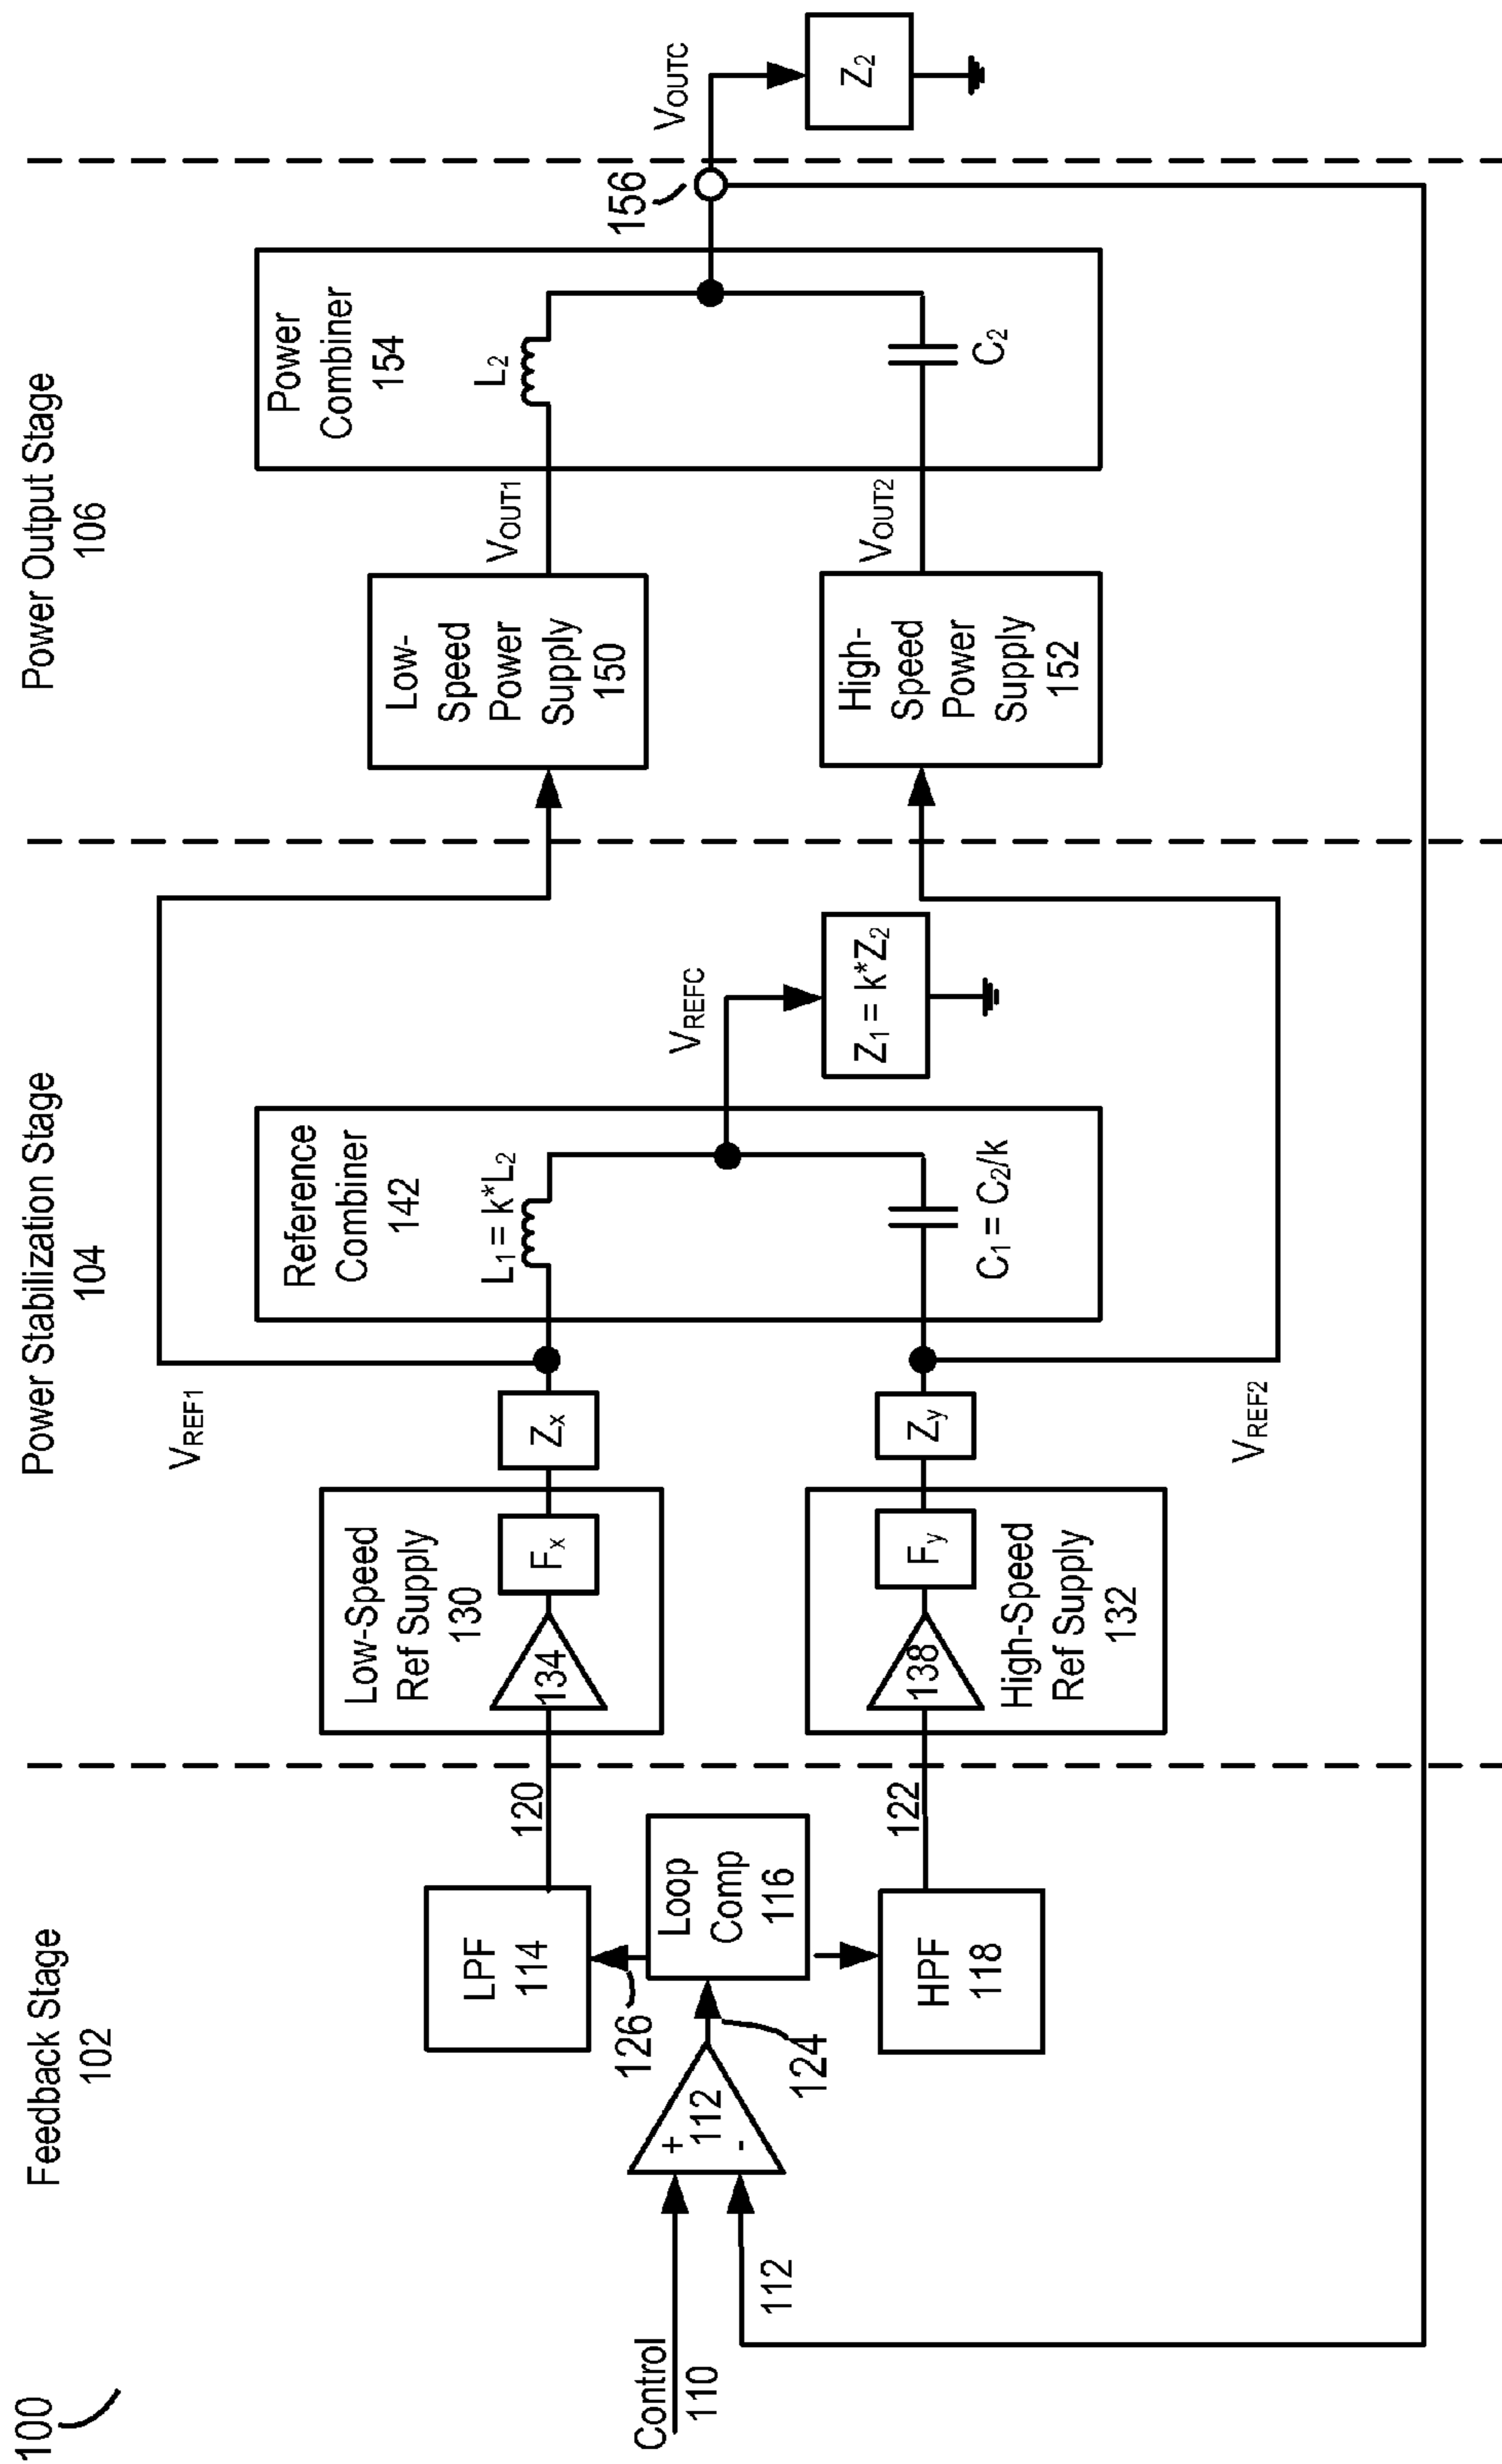 100
Feedback Stage
102
Power Stabilization Stage
104
Power Output Stage
106
Control
110
112
+
112
-
124
126
LPF
114
Loop
Comp
116
HPF
118
120
122
Low-Speed
Ref Supply
130
134
Fx
Zx
VREF1
138
Fy
High-Speed
Ref Supply
132
Zy
VREF2
Reference
Combiner
142
L1 = k*L2
C1 = C2/k
VREFC
Z1 = k*Z2
Low-
Speed
Power
Supply
150
High-
Speed
Power
Supply
152
VOUT1
VOUT2
Power
Combiner
154
L2
C2
156
VOUTC
Z2